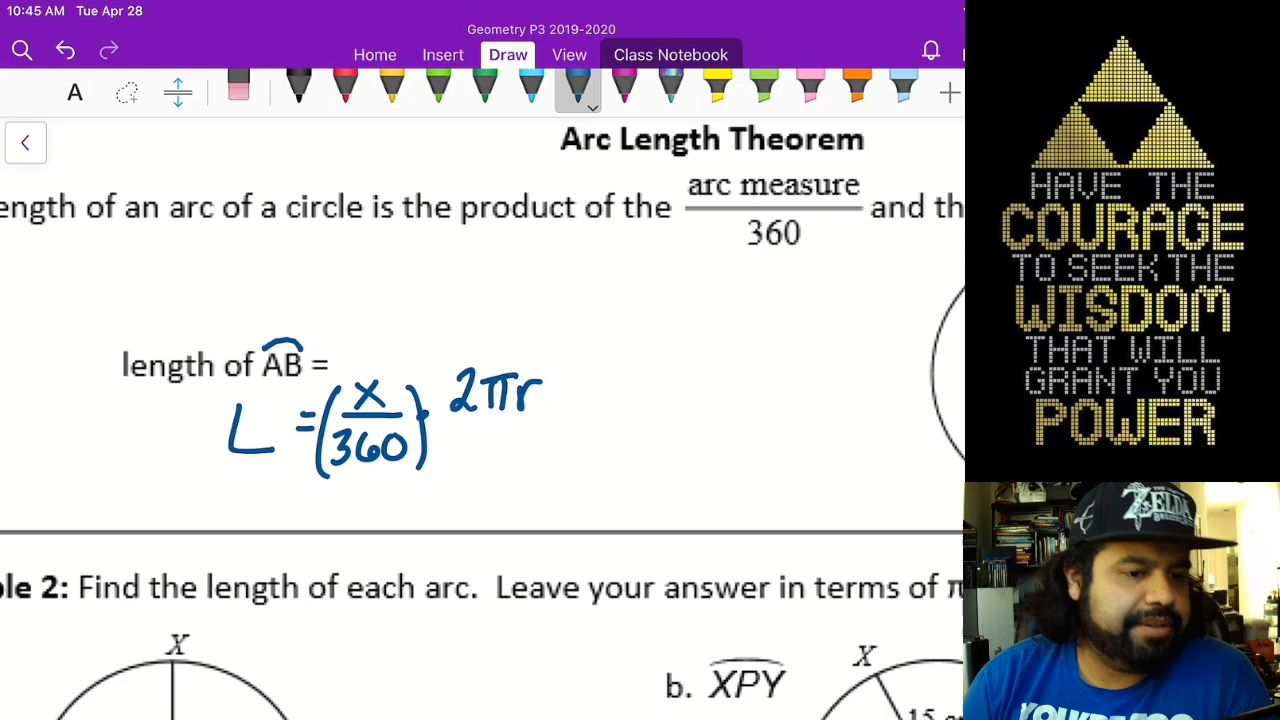 10:45 AM Tue Apr 28
Geometry P3 2019-2020
Home Insert Draw View Class Notebook
A
Arc Length Theorem
ength of an arc of a circle is the product of the arc measure and th
360
length of AB =
L = (x/360) · 2πr
ole 2: Find the length of each arc. Leave your answer in terms of π
X
b. XPY
X
15
HAVE THE
COURAGE
TO SEEK THE
WISDOM
THAT WILL
GRANT YOU
POWER
ZELDA